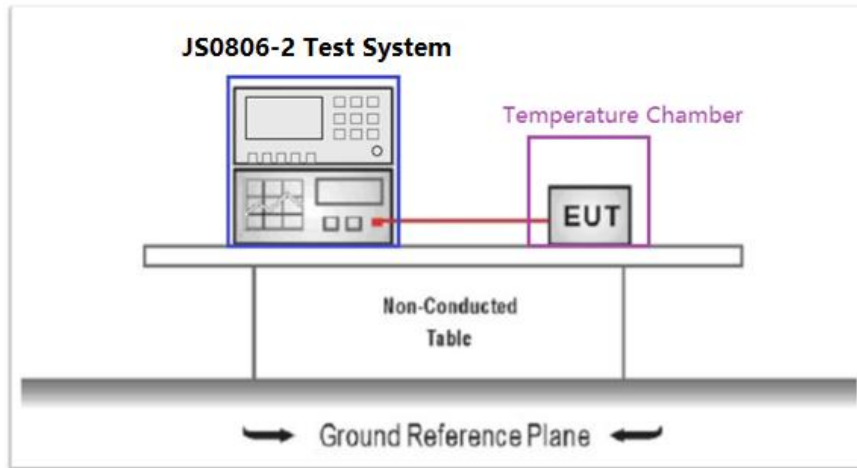 JS0806-2 Test System
Temperature Chamber
EUT
Non-Conducted
Table
Ground Reference Plane